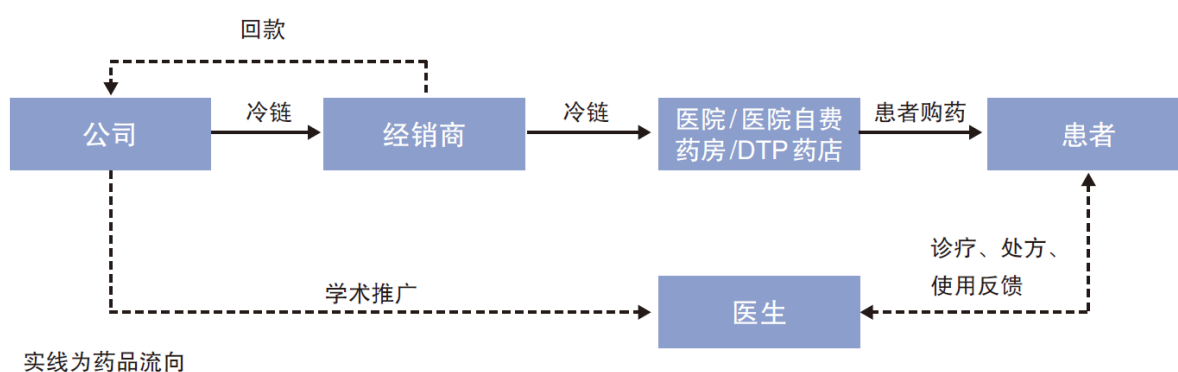 回款
公司
冷链
经销商
冷链
医院/医院自费
药房/DTP药店
患者购药
患者
诊疗、处方、
使用反馈
学术推广
医生
实线为药品流向